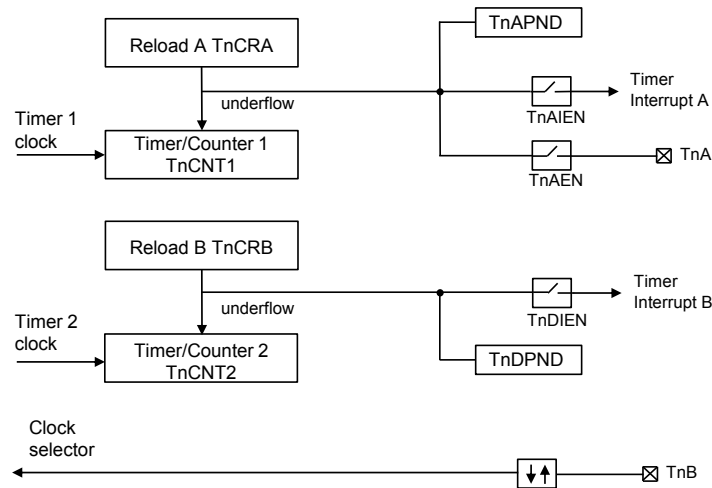 Reload A TnCRA
TnAPND
underflow
TnAIEN
Timer
Interrupt A
Timer 1
clock
Timer/Counter 1
TnCNT1
TnAEN
TnA
Reload B TnCRB
underflow
TnDIEN
Timer
Interrupt B
Timer 2
clock
Timer/Counter 2
TnCNT2
TnDPND
Clock
selector
TnB